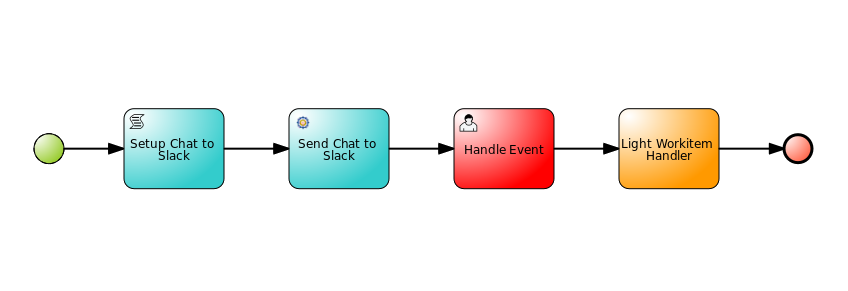 Setup Chat to
Slack
Send Chat to
Slack
Handle Event
Light Workitem
Handler